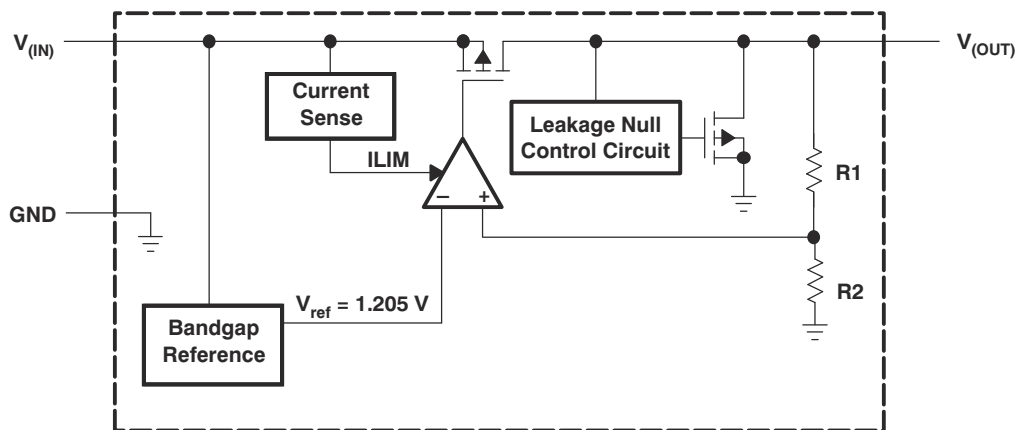 V(IN)
V(OUT)
Current
Sense
Leakage Null
Control Circuit
ILIM
R1
− +
GND
R2
Vref = 1.205 V
Bandgap
Reference